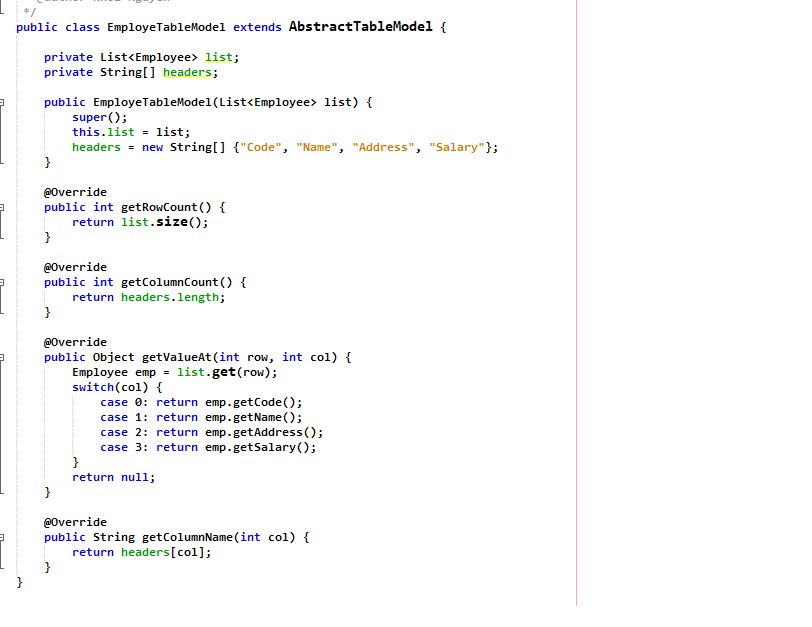 */
public class EmployeTableModel extends AbstractTableModel {
private List<Employee> list;
private String[] headers;
public EmployeTableModel(List<Employee> list) {
super();
this.list = list;
headers = new String[] {"Code", "Name", "Address", "Salary"};
}
@Override
public int getRowCount() {
return list.size();
}
@Override
public int getColumnCount() {
return headers.length;
}
@Override
public Object getValueAt(int row, int col) {
Employee emp = list.get(row);
switch(col) {
case 0: return emp.getCode();
case 1: return emp.getName();
case 2: return emp.getAddress();
case 3: return emp.getSalary();
}
return null;
}
@Override
public String getColumnName(int col) {
return headers[col];
}
}